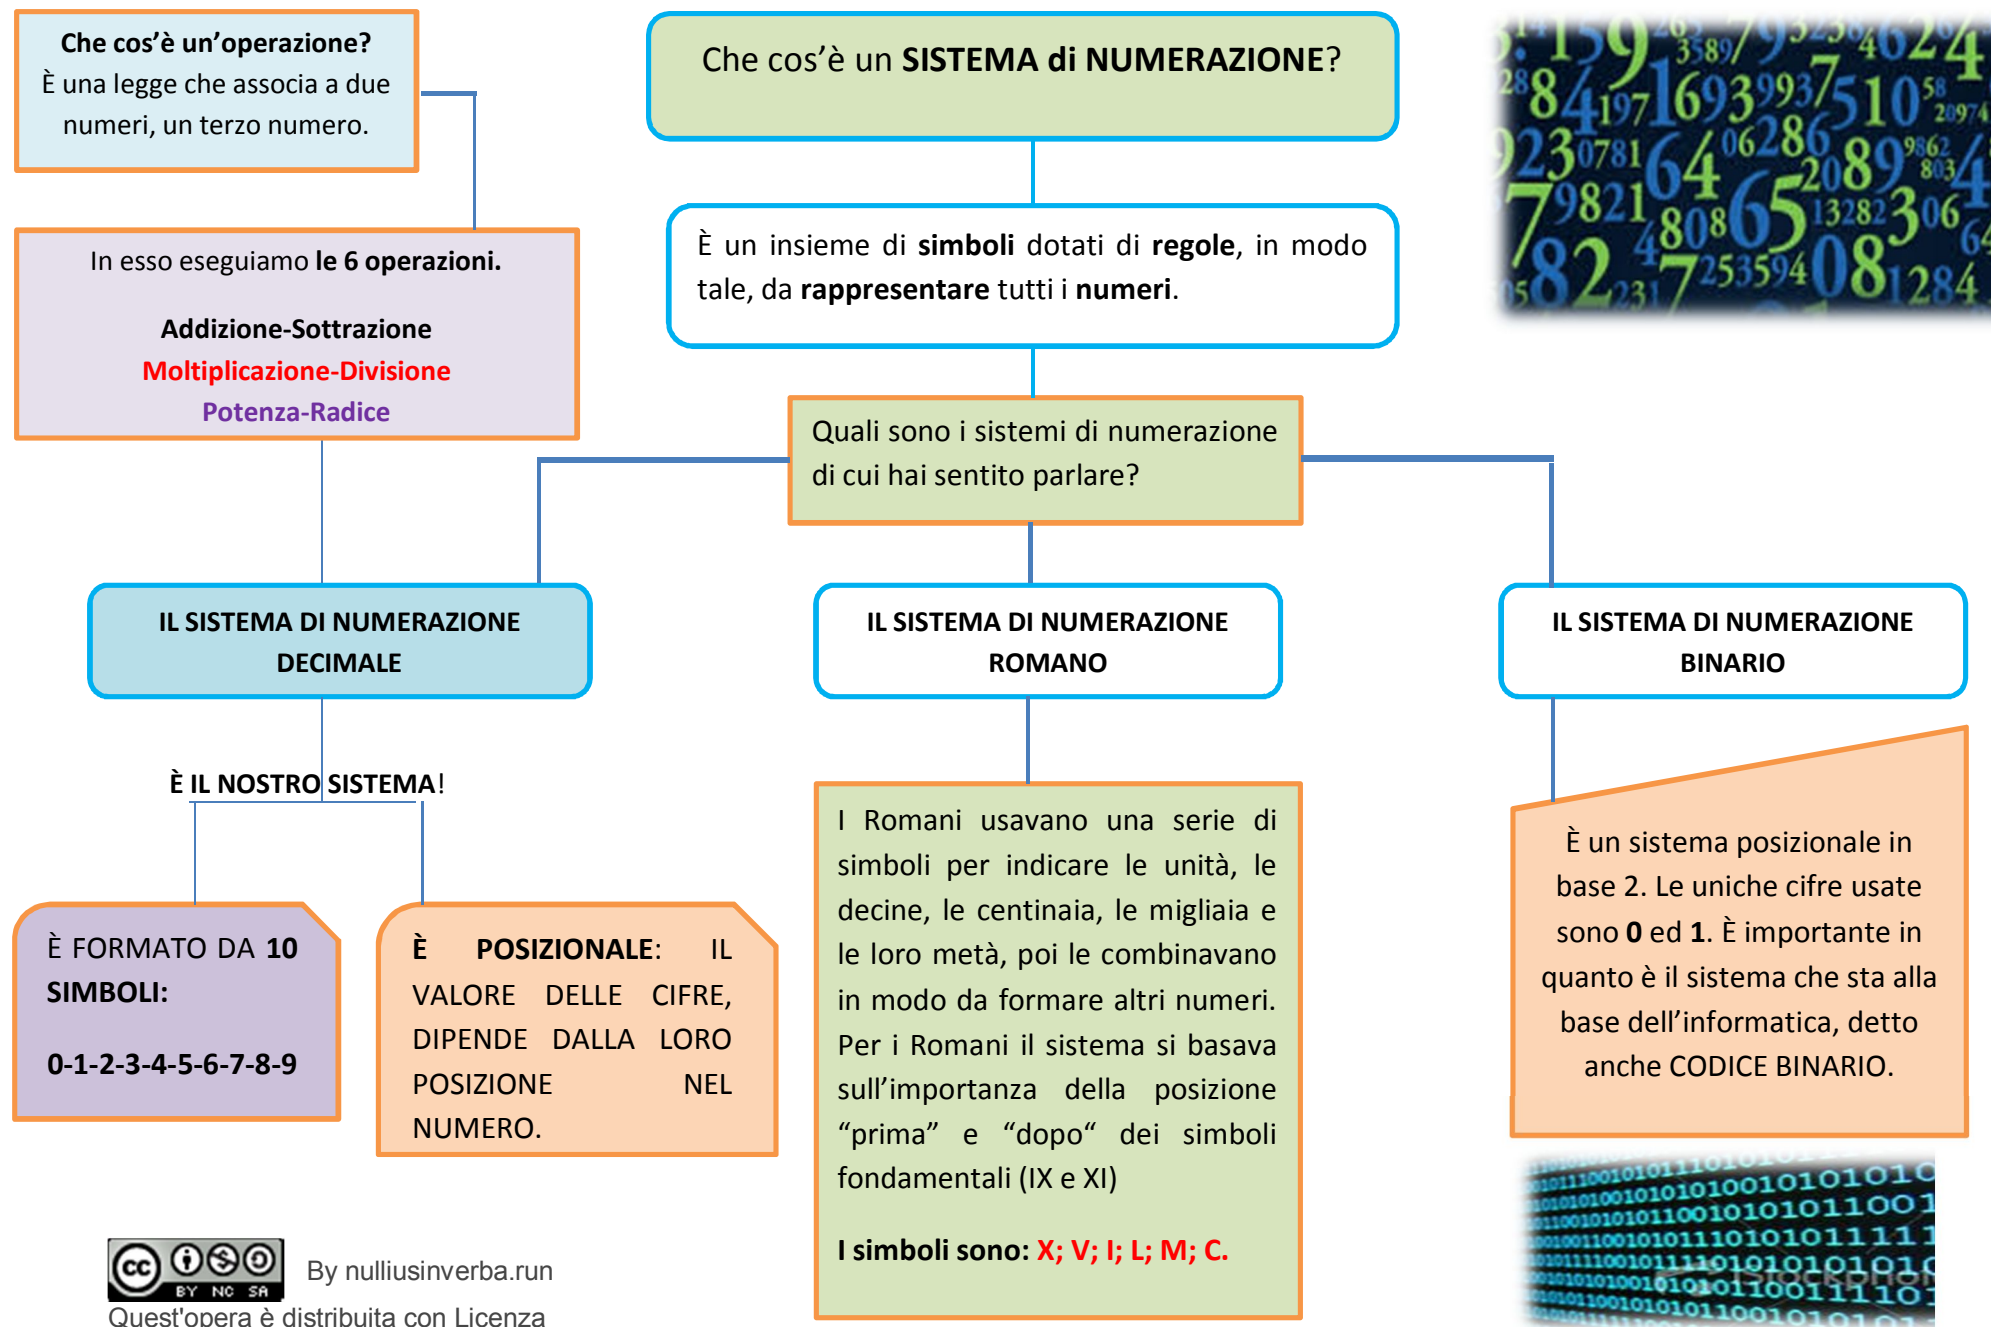 Che cos'è un'operazione?
È una legge che associa a due
numeri, un terzo numero.
Che cos'è un SISTEMA di NUMERAZIONE?
In esso eseguiamo le 6 operazioni.
Addizione-Sottrazione
Moltiplicazione-Divisione
Potenza-Radice
È un insieme di simboli dotati di regole, in modo
tale, da rappresentare tutti i numeri.
Quali sono i sistemi di numerazione
di cui hai sentito parlare?
IL SISTEMA DI NUMERAZIONE
DECIMALE
È IL NOSTRO SISTEMA!
È FORMATO DA 10
SIMBOLI:
0-1-2-3-4-5-6-7-8-9
È POSIZIONALE: IL
VALORE DELLE CIFRE,
DIPENDE DALLA LORO
POSIZIONE NEL
NUMERO.
IL SISTEMA DI NUMERAZIONE
ROMANO
I Romani usavano una serie di
simboli per indicare le unità, le
decine, le centinaia, le migliaia e
le loro metà, poi le combinavano
in modo da formare altri numeri.
Per i Romani il sistema si basava
sull'importanza della posizione
“prima” e “dopo“ dei simboli
fondamentali (IX e XI)
I simboli sono: X; V; I; L; M; C.
IL SISTEMA DI NUMERAZIONE
BINARIO
È un sistema posizionale in
base 2. Le uniche cifre usate
sono 0 ed 1. È importante in
quanto è il sistema che sta alla
base dell'informatica, detto
anche CODICE BINARIO.
cc
BY NC SA
By nulliusinverba.run
Quest'opera è distribuita con Licenza